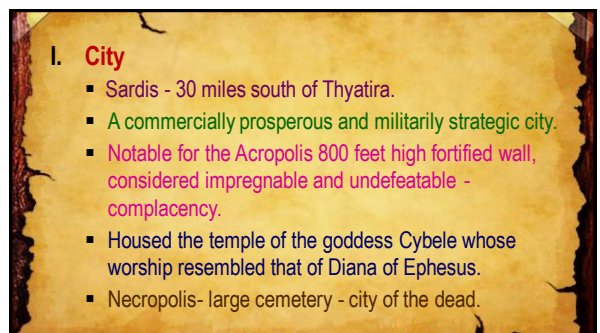 I. City
▪ Sardis - 30 miles south of Thyatira.
▪ A commercially prosperous and militarily strategic city.
▪ Notable for the Acropolis 800 feet high fortified wall,
considered impregnable and undefeatable -
complacency.
▪ Housed the temple of the goddess Cybele whose
worship resembled that of Diana of Ephesus.
▪ Necropolis- large cemetery - city of the dead.